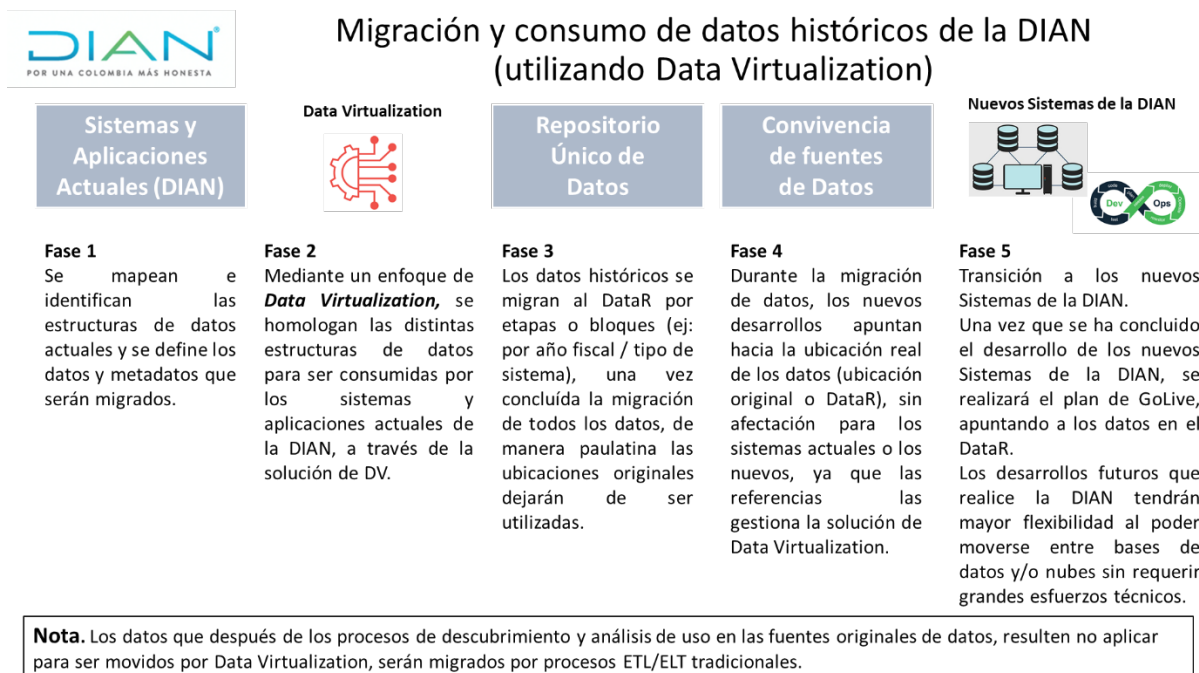 DIAN
POR UNA COLOMBIA MÁS HONESTA
Migración y consumo de datos históricos de la DIAN
(utilizando Data Virtualization)
Sistemas y
Aplicaciones
Actuales (DIAN)
Data Virtualization
Repositorio
Único de
Datos
Convivencia
de fuentes
de Datos
Nuevos Sistemas de la DIAN
Dev
Ops
Fase 1
Se mapean e
identifican las
estructuras de datos
actuales y se define los
datos y metadatos que
serán migrados.
Fase 2
Mediante un enfoque de
Data Virtualization, se
homologan las distintas
estructuras de datos
para ser consumidas por
los sistemas y
aplicaciones actuales de
la DIAN, a través de la
solución de DV.
Fase 3
Los datos históricos se
migran al DataR por
etapas o bloques (ej:
por año fiscal / tipo de
sistema), una vez
concluída la migración
de todos los datos, de
manera paulatina las
ubicaciones originales
dejarán de ser
utilizadas.
Fase 4
Durante la migración
de datos, los nuevos
desarrollos apuntan
hacia la ubicación real
de los datos (ubicación
original o DataR), sin
afectación para los
sistemas actuales o los
nuevos, ya que las
referencias las
gestiona la solución de
Data Virtualization.
Fase 5
Transición a los nuevos
Sistemas de la DIAN.
Una vez que se ha concluido
el desarrollo de los nuevos
Sistemas de la DIAN, se
realizará el plan de GoLive,
apuntando a los datos en el
DataR.
Los desarrollos futuros que
realice la DIAN tendrán
mayor flexibilidad al poder
moverse entre bases de
datos y/o nubes sin requerir
grandes esfuerzos técnicos.
Nota. Los datos que después de los procesos de descubrimiento y análisis de uso en las fuentes originales de datos, resulten no aplicar
para ser movidos por Data Virtualization, serán migrados por procesos ETL/ELT tradicionales.